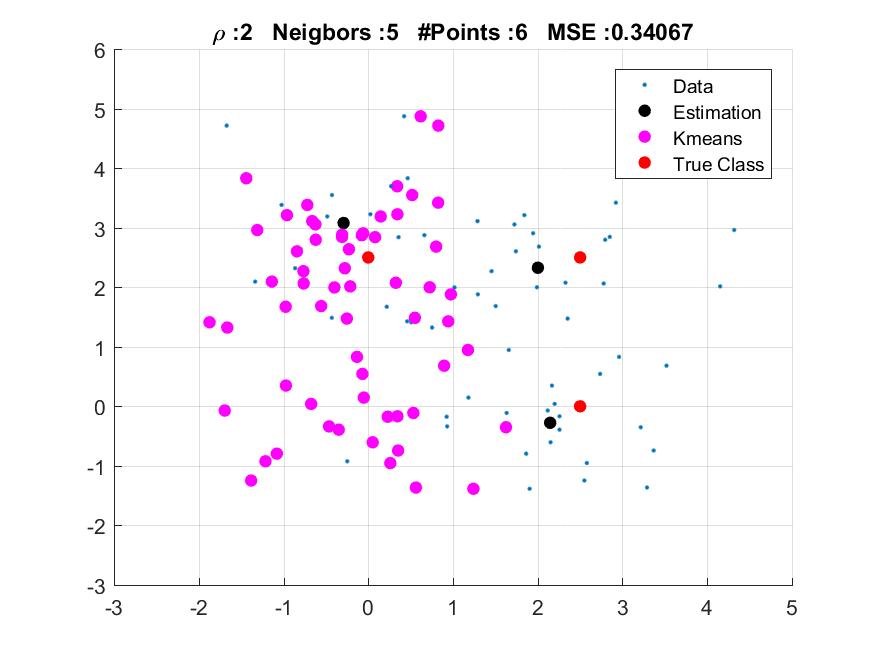 ρ :2 Neigbors :5 #Points :6 MSE :0.34067
6
5
4
3
2
1
0
-1
-2
-3
-3 -2 -1 0 1 2 3 4 5
Data
Estimation
Kmeans
True Class